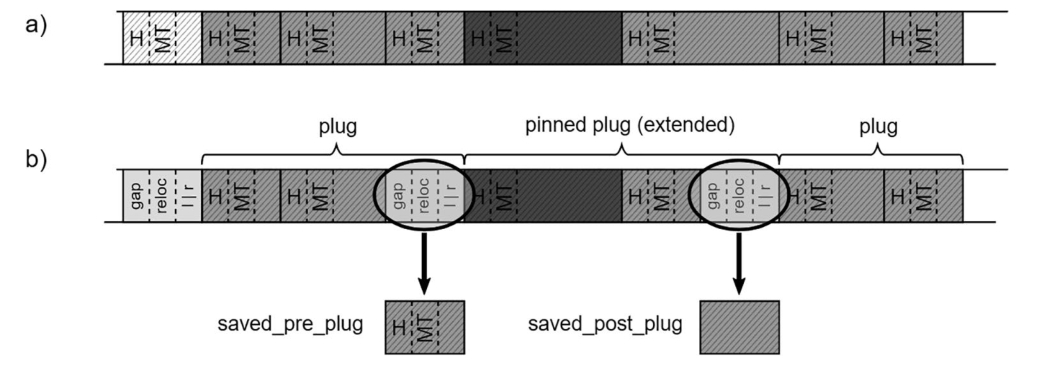 a)
H MT H MT H MT H MT H MT H MT H MT H MT
plug
pinned plug (extended)
plug
b)
gap reloc l | r H MT H MT gap reloc l | r H MT H MT gap reloc l | r H MT H MT
saved_pre_plug
H MT
saved_post_plug